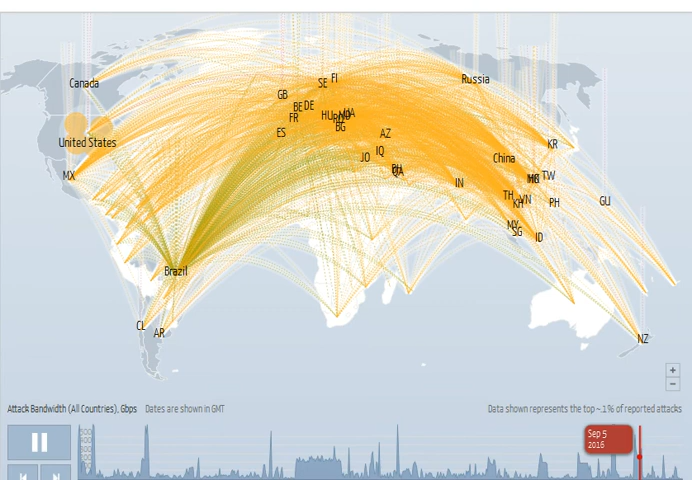 Canada
United States
MX
Brazil
CL
AR
GB
SE
FI
BE
DE
FR
ES
BG
AZ
JO
IQ
Russia
China
KR
TW
IN
TH
KH
VN
PH
MY
SG
ID
GU
NZ
+
−
Attack Bandwidth (All Countries), Gbps Dates are shown in GMT
Data shown represents the top ~.1% of reported attacks
Sep 5
2016